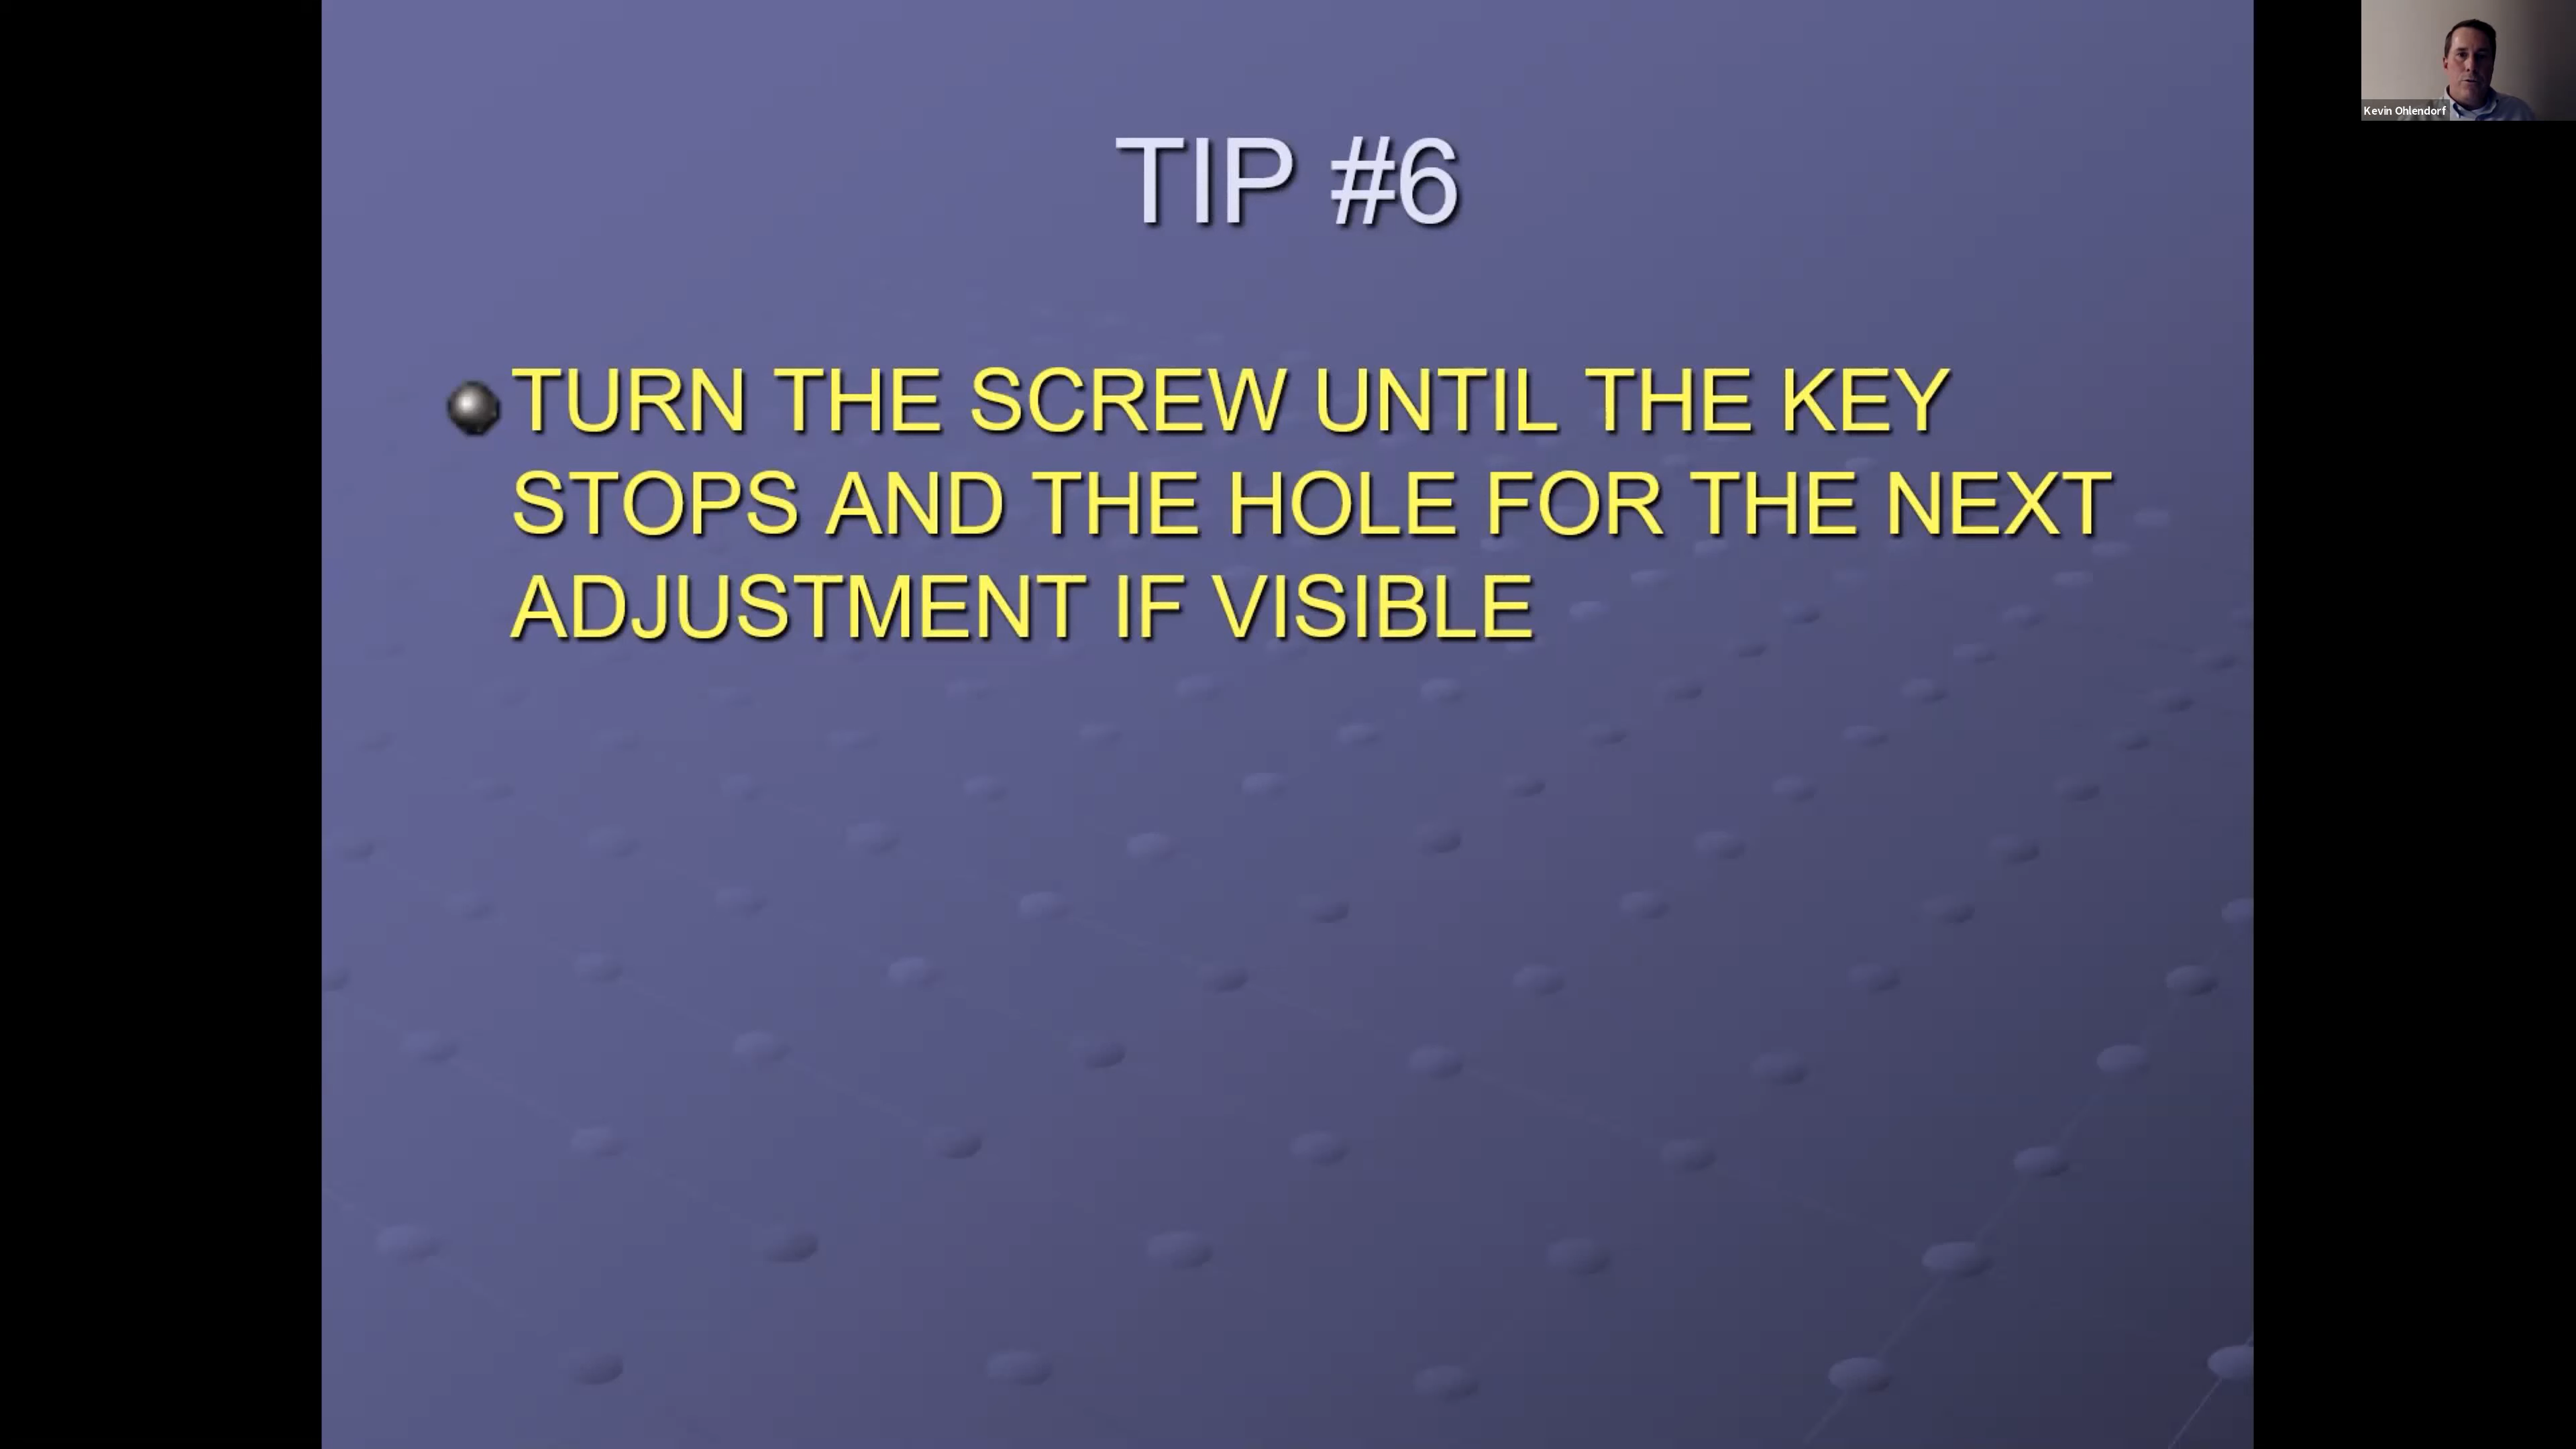 TIP #6
TURN THE SCREW UNTIL THE KEY
STOPS AND THE HOLE FOR THE NEXT
ADJUSTMENT IF VISIBLE
Kevin Ohlendorf